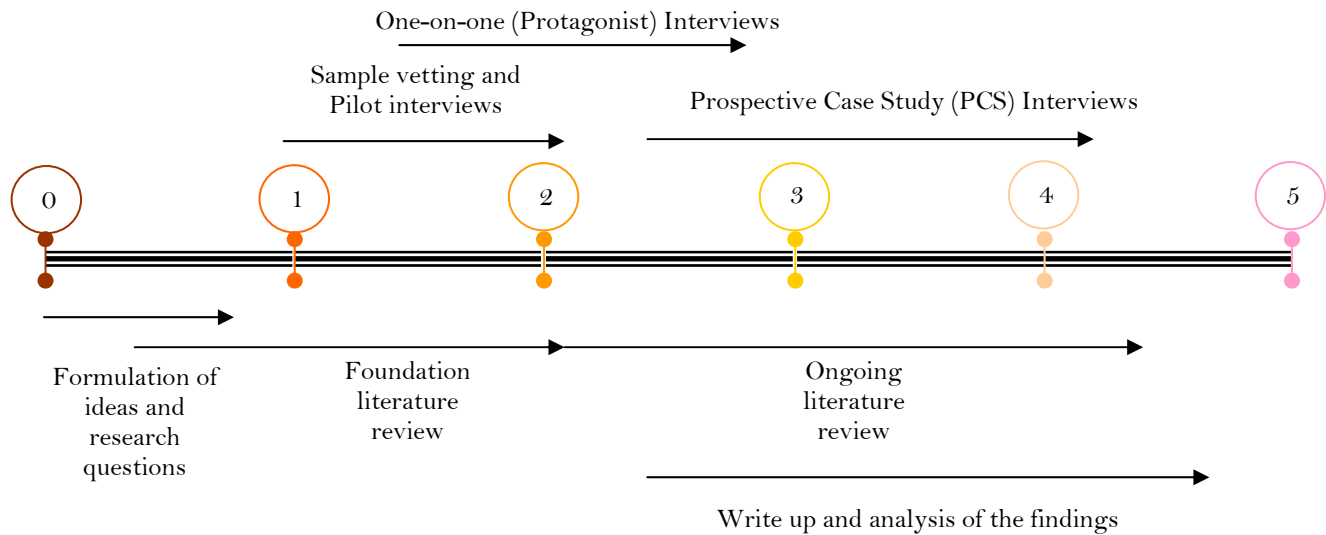 One-on-one (Protagonist) Interviews
Sample vetting and
Pilot interviews
Prospective Case Study (PCS) Interviews
0
1
2
3
4
5
Formulation of
ideas and
research
questions
Foundation
literature
review
Ongoing
literature
review
Write up and analysis of the findings